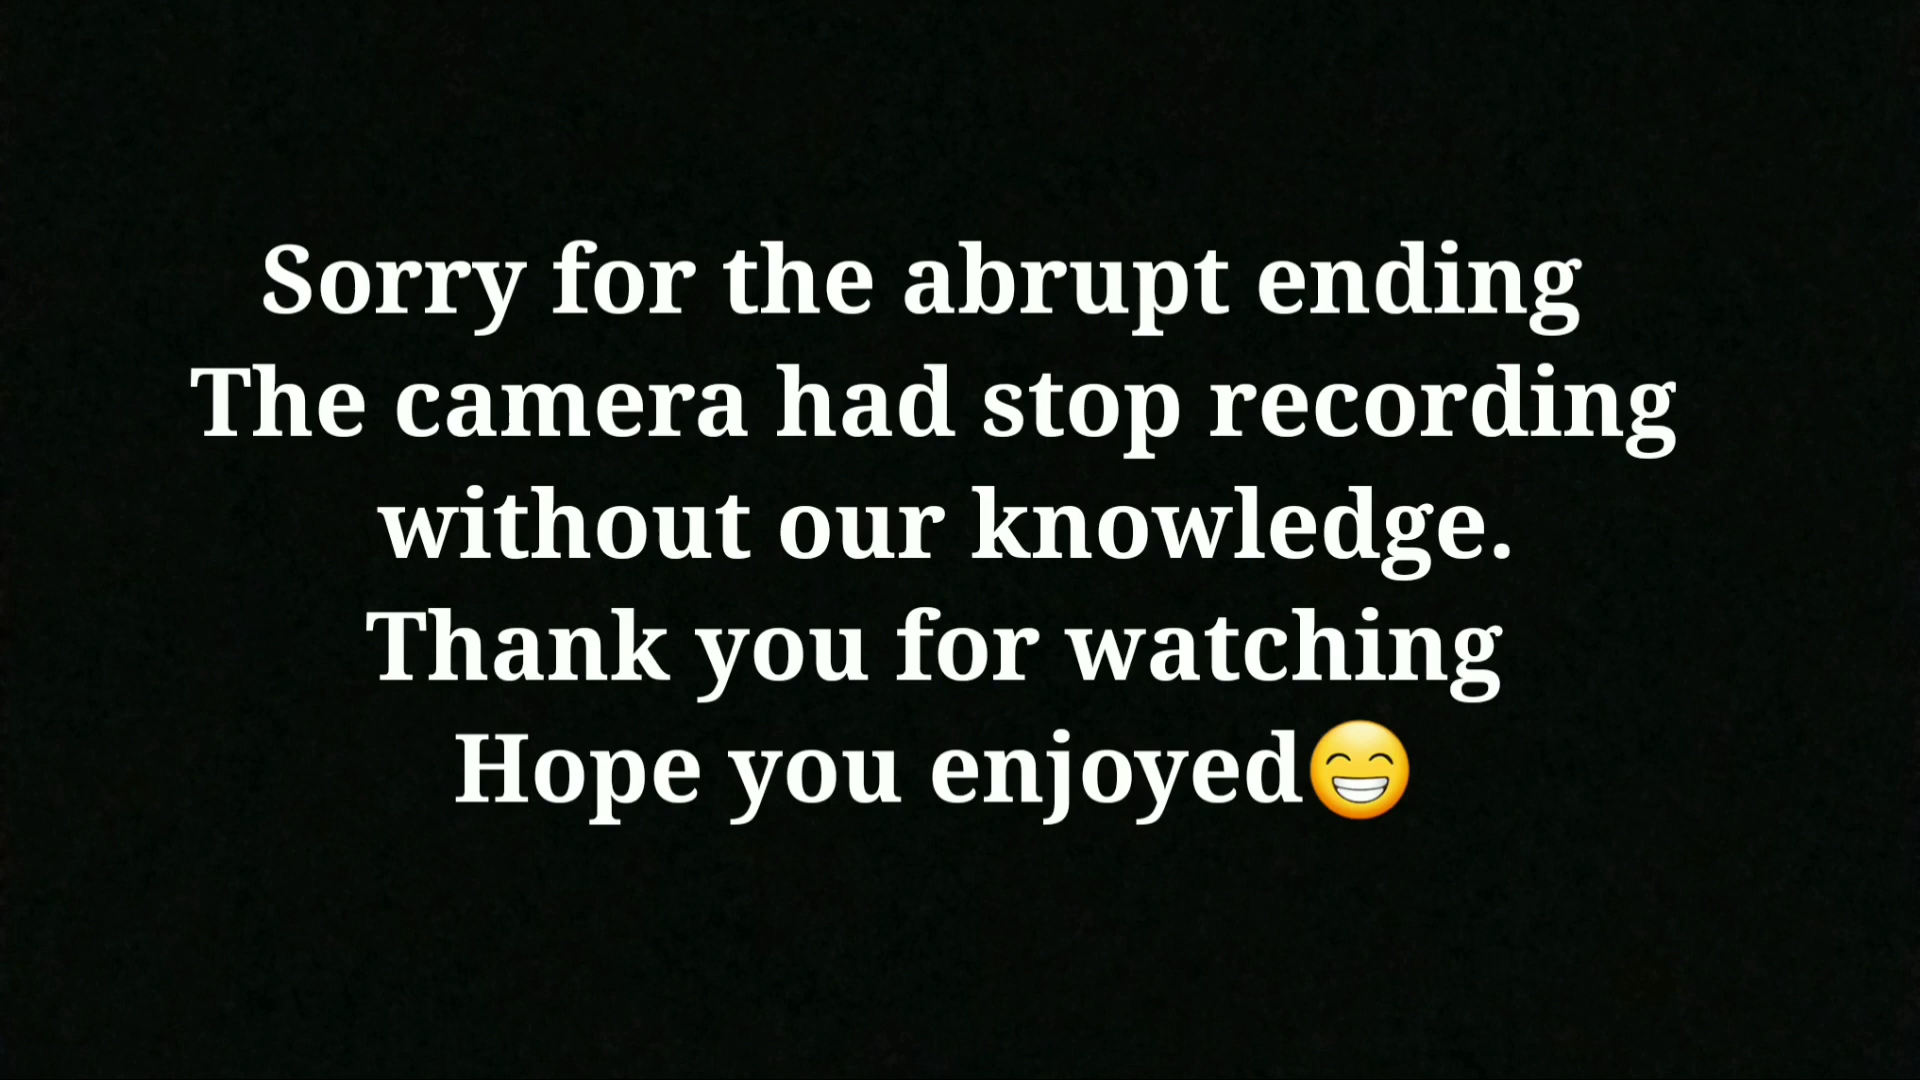 Sorry for the abrupt ending
The camera had stop recording
without our knowledge.
Thank you for watching
Hope you enjoyed😁